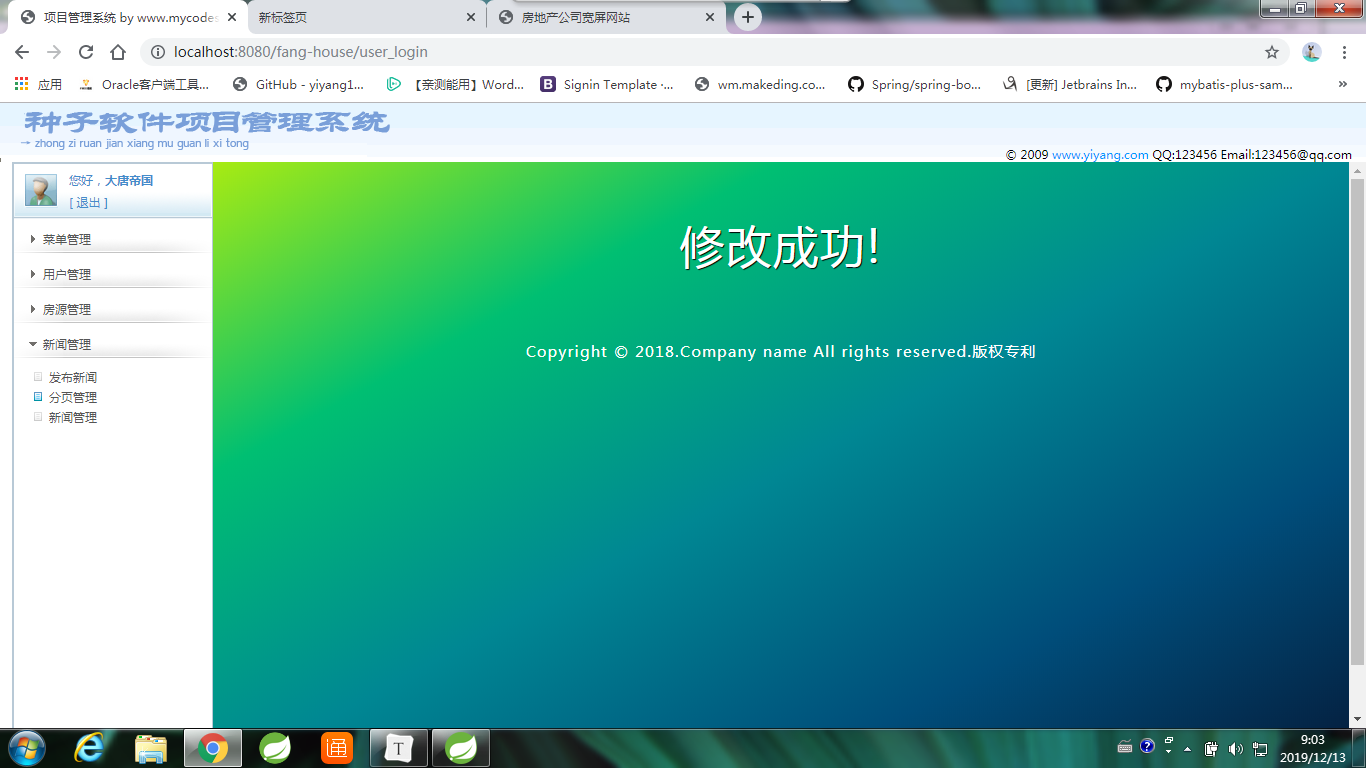 项目管理系统 by www.mycodes
新标签页
房地产公司宽屏网站
localhost:8080/fang-house/user_login
应用
Oracle客户端工具...
GitHub - yiyang1...
【亲测能用】Word...
Signin Template ·...
wm.makeding.co...
Spring/spring-bo...
[更新] Jetbrains In...
mybatis-plus-sam...
»
种子软件项目管理系统
→ zhong zi ruan jian xiang mu guan li xi tong
© 2009 www.yiyang.com QQ:123456 Email:123456@qq.com
您好，大唐帝国
[ 退出 ]
菜单管理
用户管理
房源管理
新闻管理
发布新闻
分页管理
新闻管理
修改成功!
Copyright © 2018.Company name All rights reserved.版权专利
9:03
2019/12/13